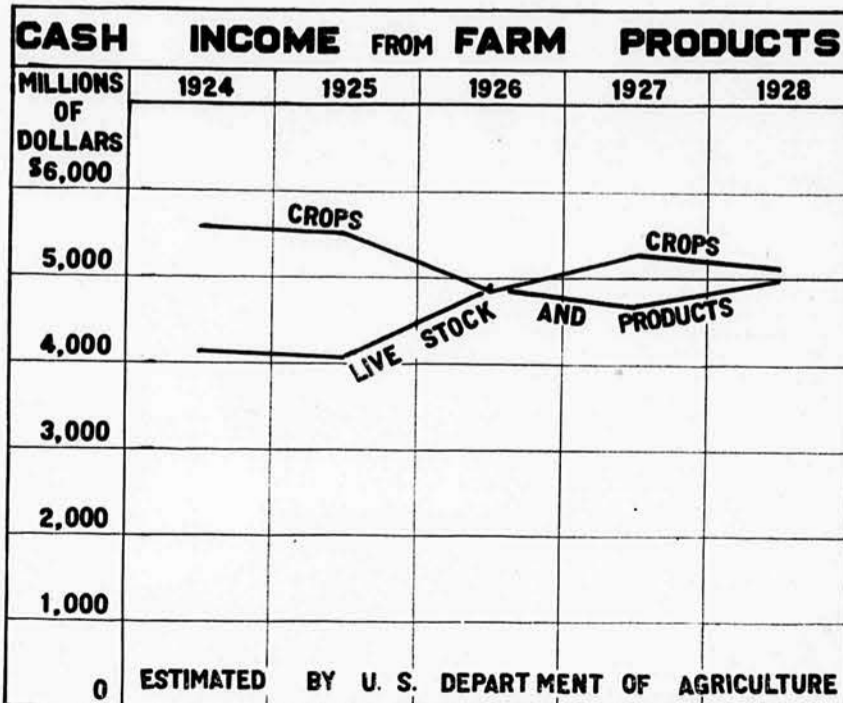 CASH INCOME FROM FARM PRODUCTS
MILLIONS OF DOLLARS
1924 1925 1926 1927 1928
$6,000
CROPS
CROPS
5,000
LIVE STOCK AND PRODUCTS
4,000
3,000
2,000
1,000
0
ESTIMATED BY U. S. DEPARTMENT OF AGRICULTURE